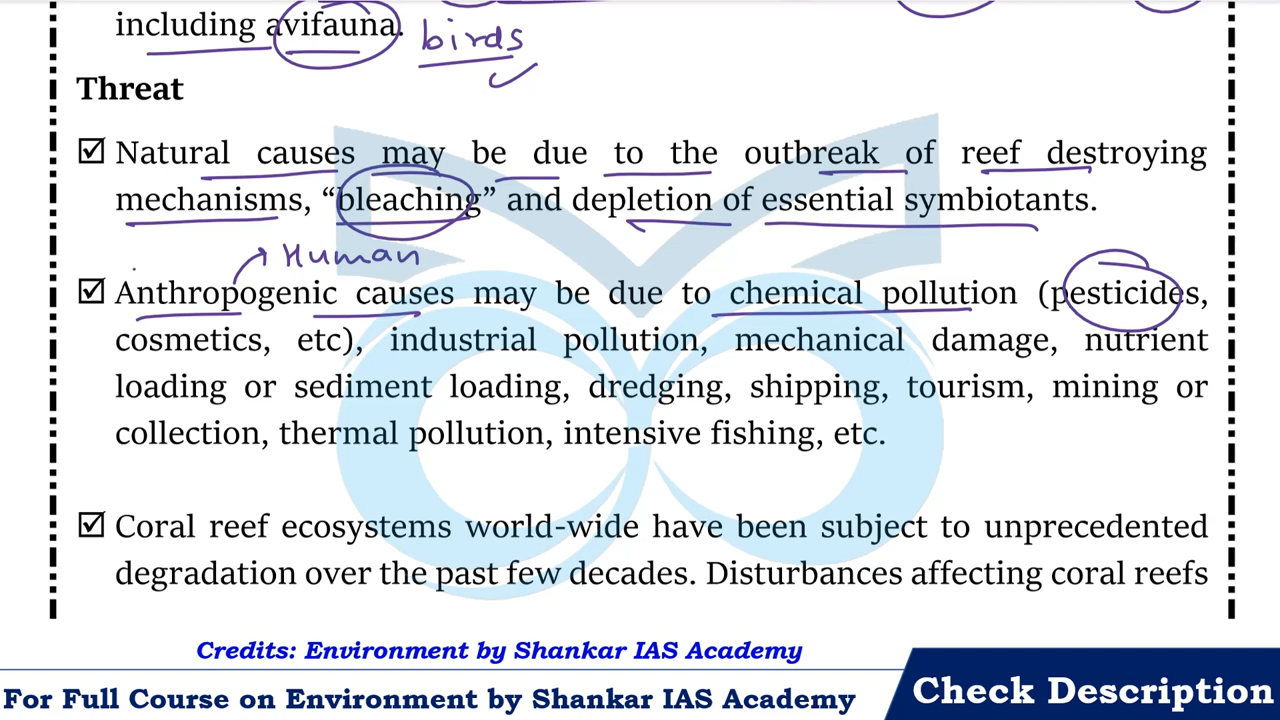 including avifauna. birds
Threat
☑ Natural causes may be due to the outbreak of reef destroying
mechanisms, “bleaching” and depletion of essential symbiotants.
Human
☑ Anthropogenic causes may be due to chemical pollution (pesticides,
cosmetics, etc), industrial pollution, mechanical damage, nutrient
loading or sediment loading, dredging, shipping, tourism, mining or
collection, thermal pollution, intensive fishing, etc.
☑ Coral reef ecosystems world-wide have been subject to unprecedented
degradation over the past few decades. Disturbances affecting coral reefs
Credits: Environment by Shankar IAS Academy
For Full Course on Environment by Shankar IAS Academy
Check Description